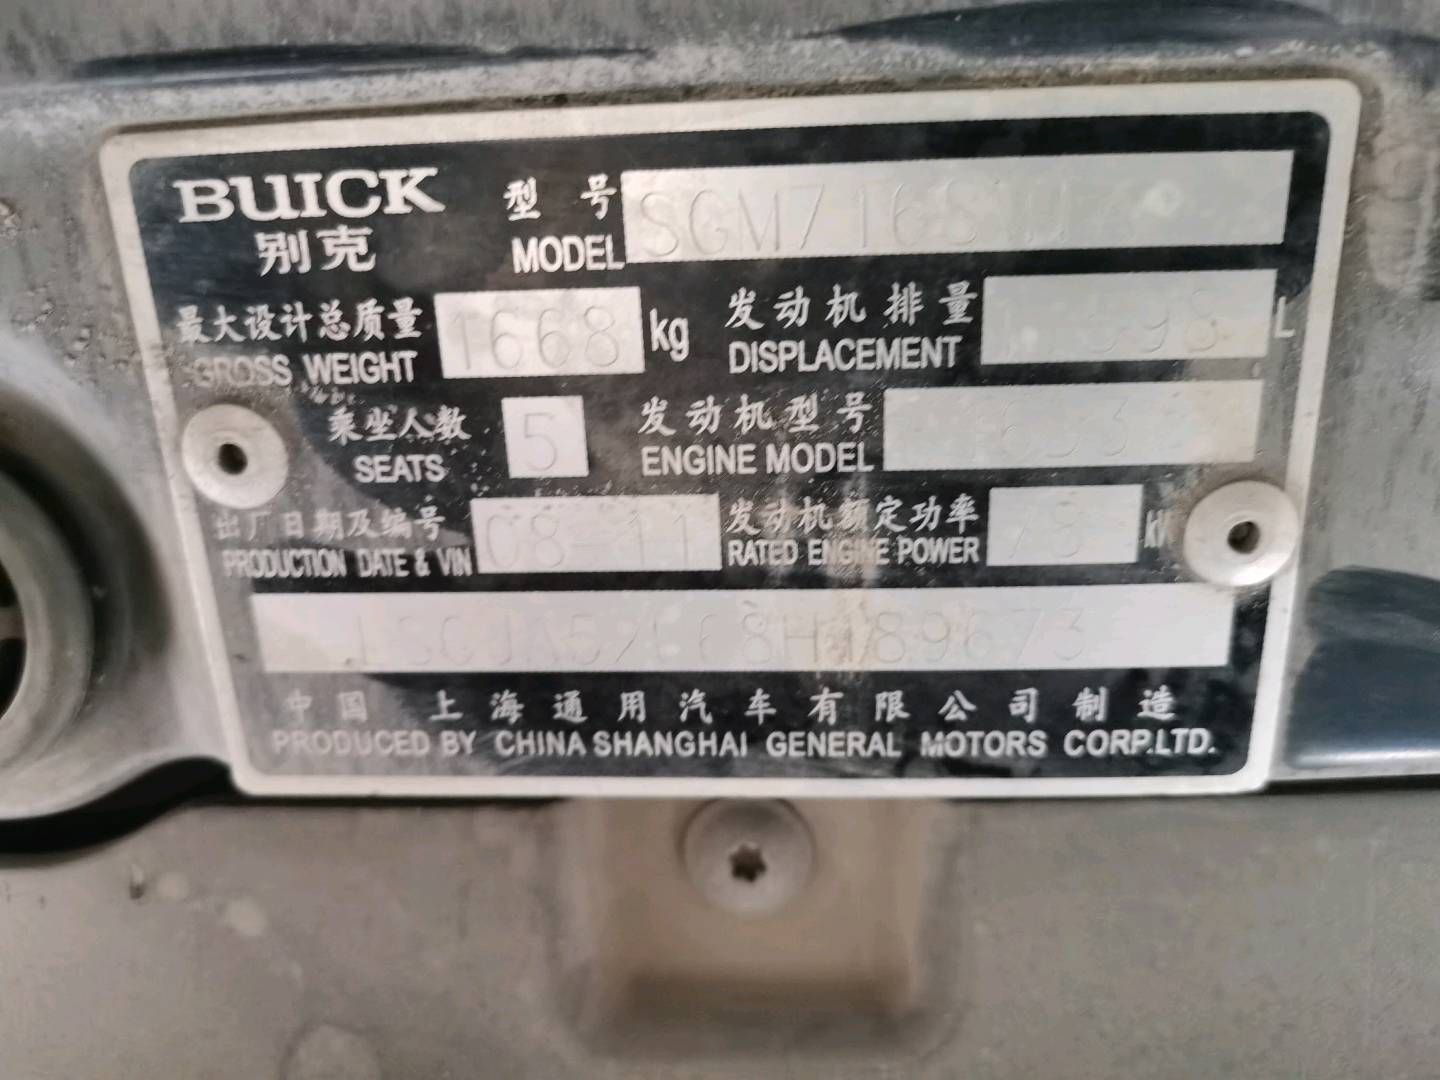 BUICK 型号
别克 MODEL
最大设计总质量 1668 kg 发动机排量 L
GROSS WEIGHT DISPLACEMENT
乘坐人数 5 发动机型号
SEATS ENGINE MODEL
出厂日期及编号 08-11 发动机额定功率 78
PRODUCTION DATE & VIN RATED ENGINE POWER
中国 上海通用汽车有限公司制造
PRODUCED BY CHINA SHANGHAI GENERAL MOTORS CORP.LTD.